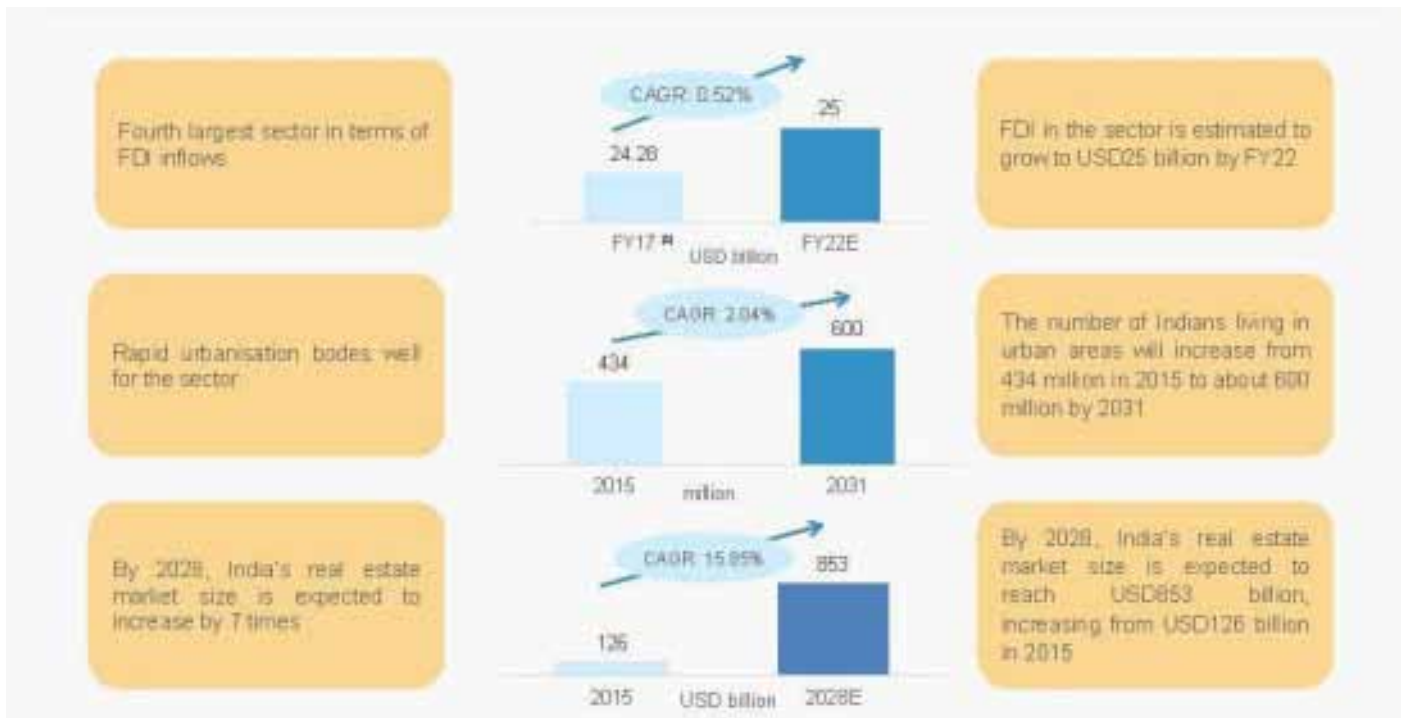 Fourth largest sector in terms of
FDI inflows
CAGR: 0.52%
24.28
25
FY17
FY22E
USD billion
FDI in the sector is estimated to
grow to USD25 billion by FY22
Rapid urbanisation bodes well
for the sector
CAGR: 2.04%
434
600
2015
million
2031
The number of Indians living in
urban areas will increase from
434 million in 2015 to about 600
million by 2031
By 2028, India's real estate
market size is expected to
increase by 7 times
CAGR: 15.85%
126
853
2015
USD billion
2028E
By 2028, India's real estate
market size is expected to
reach USD853 billion,
increasing from USD126 billion
in 2015